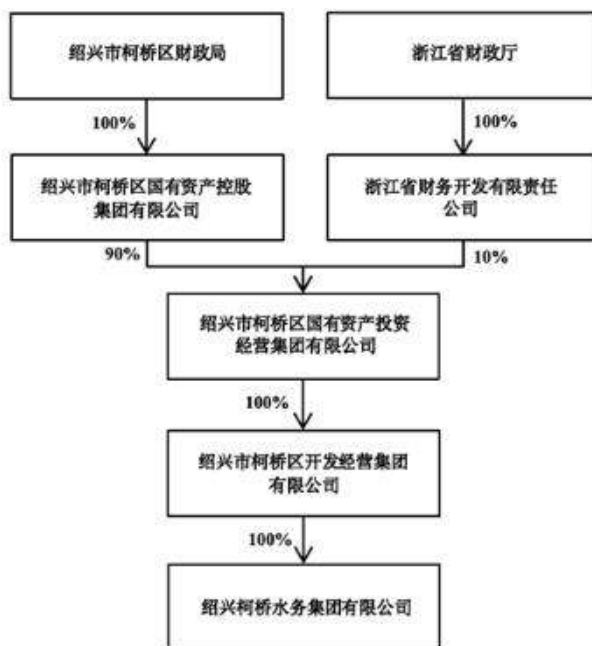 绍兴市柯桥区财政局
浙江省财政厅
100%
100%
绍兴市柯桥区国有资产控股
集团有限公司
浙江省财务开发有限责任
公司
90%
10%
绍兴市柯桥区国有资产投资
经营集团有限公司
100%
绍兴市柯桥区开发经营集团
有限公司
100%
绍兴柯桥水务集团有限公司